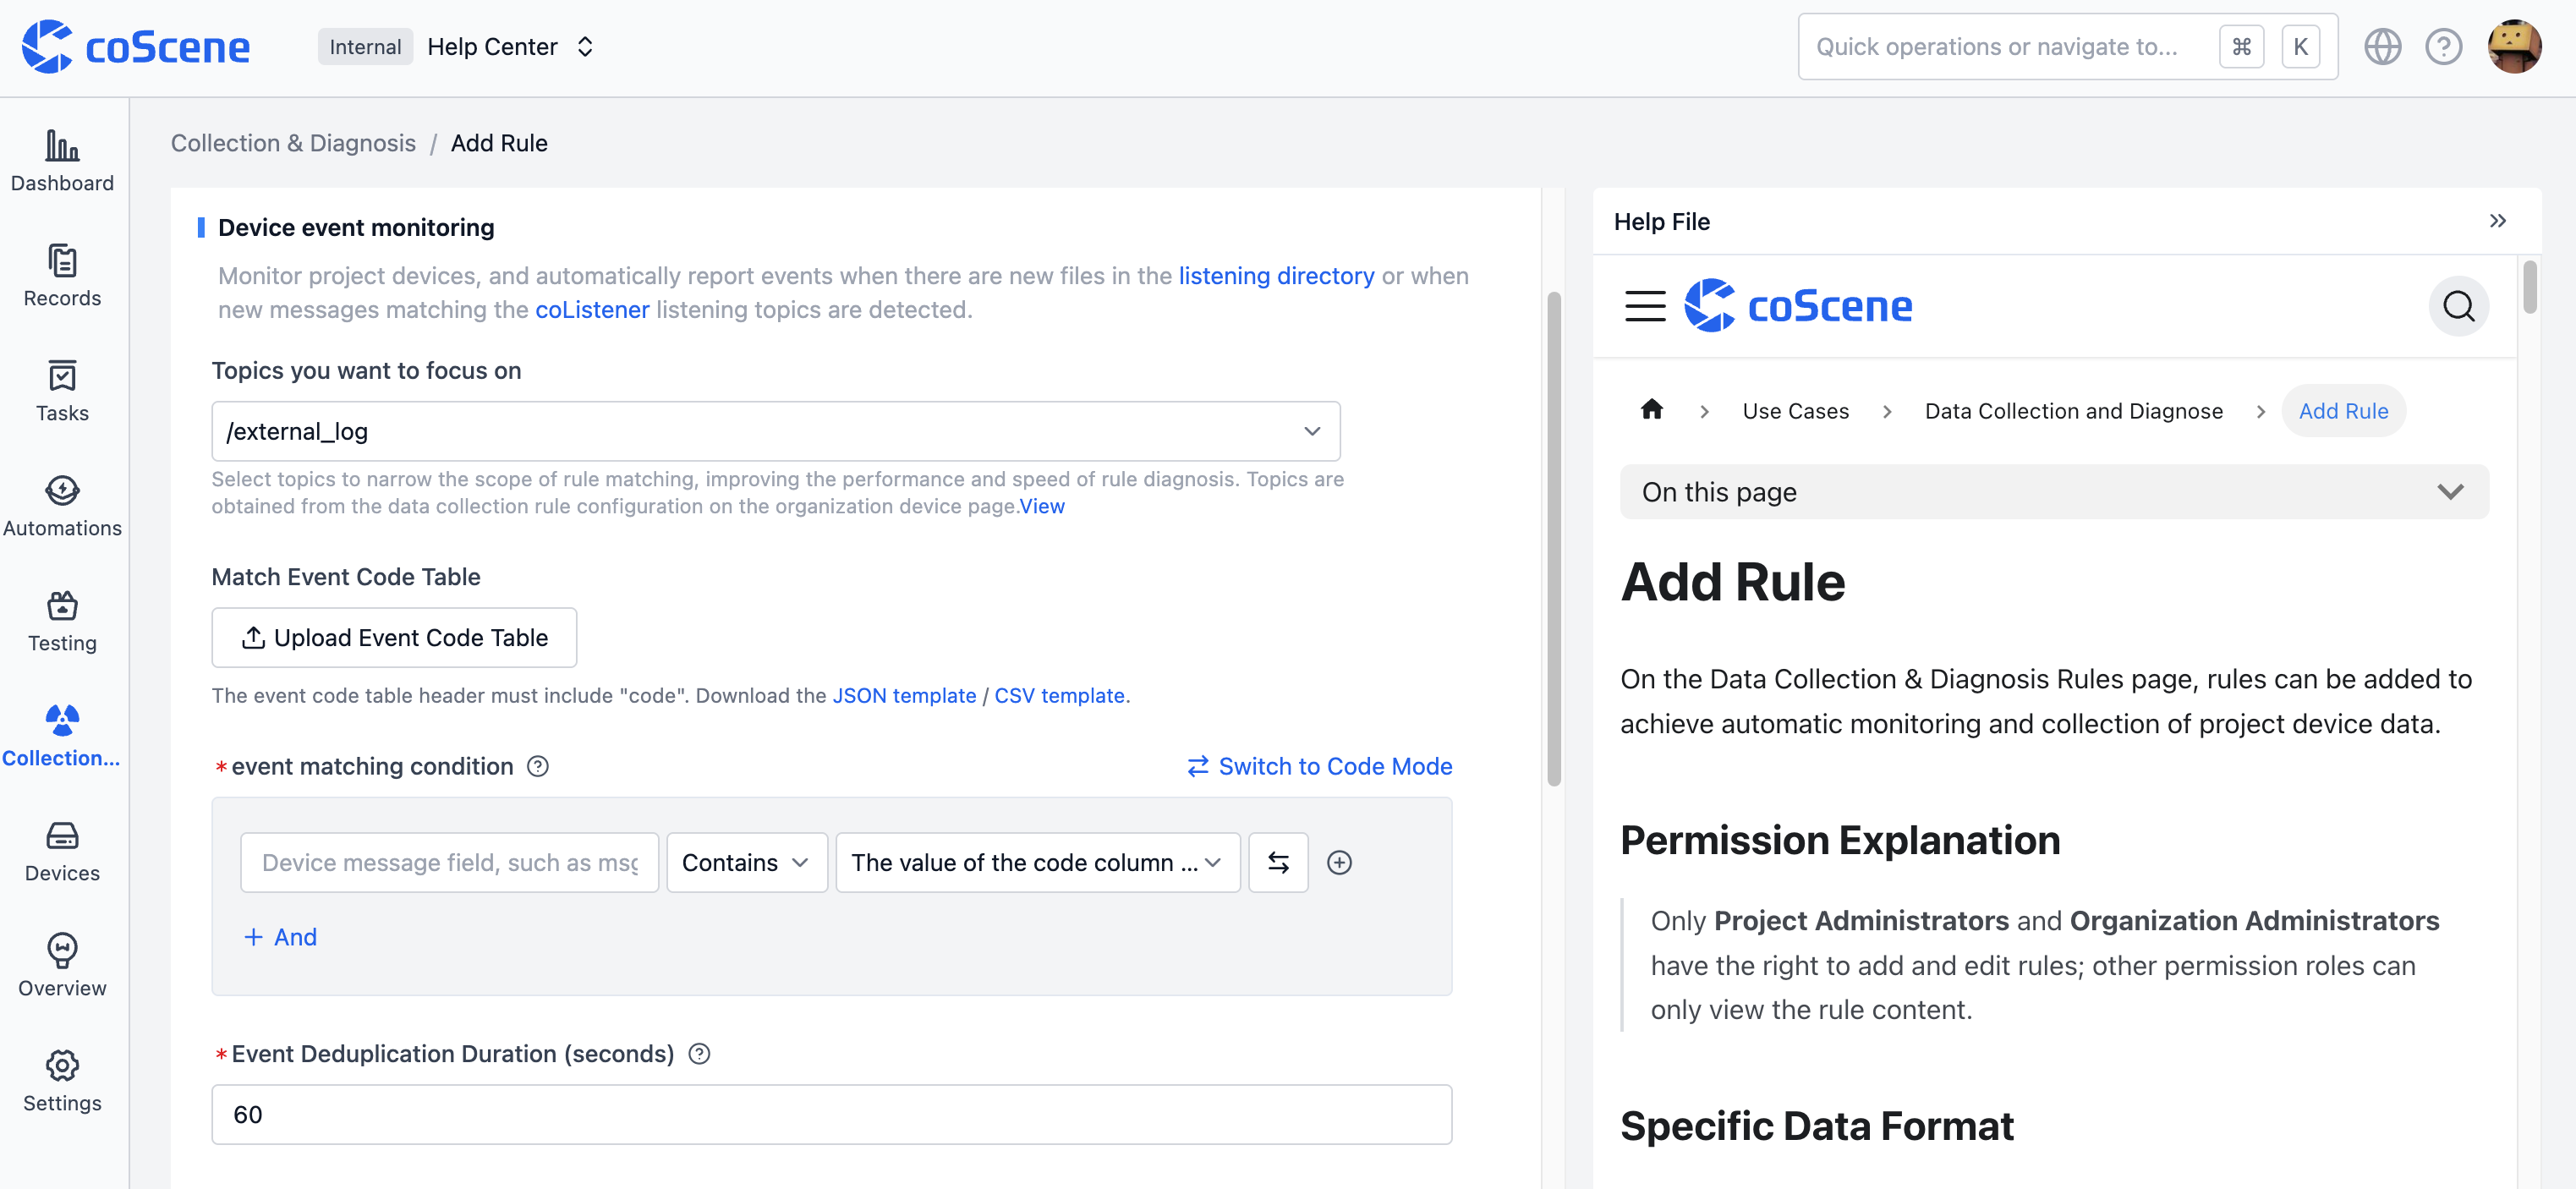 coScene
Internal Help Center
Quick operations or navigate to... ⌘ K
Dashboard
Records
Tasks
Automations
Testing
Collection...
Devices
Overview
Settings
Collection & Diagnosis / Add Rule
Device event monitoring
Monitor project devices, and automatically report events when there are new files in the listening directory or when
new messages matching the coListener listening topics are detected.
Topics you want to focus on
/external_log
Select topics to narrow the scope of rule matching, improving the performance and speed of rule diagnosis. Topics are
obtained from the data collection rule configuration on the organization device page.View
Match Event Code Table
Upload Event Code Table
The event code table header must include "code". Download the JSON template / CSV template.
* event matching condition
Switch to Code Mode
Device message field, such as msg Contains The value of the code column ...
+ And
* Event Deduplication Duration (seconds)
60
Help File
coScene
Use Cases > Data Collection and Diagnose > Add Rule
On this page
Add Rule
On the Data Collection & Diagnosis Rules page, rules can be added to
achieve automatic monitoring and collection of project device data.
Permission Explanation
Only Project Administrators and Organization Administrators
have the right to add and edit rules; other permission roles can
only view the rule content.
Specific Data Format